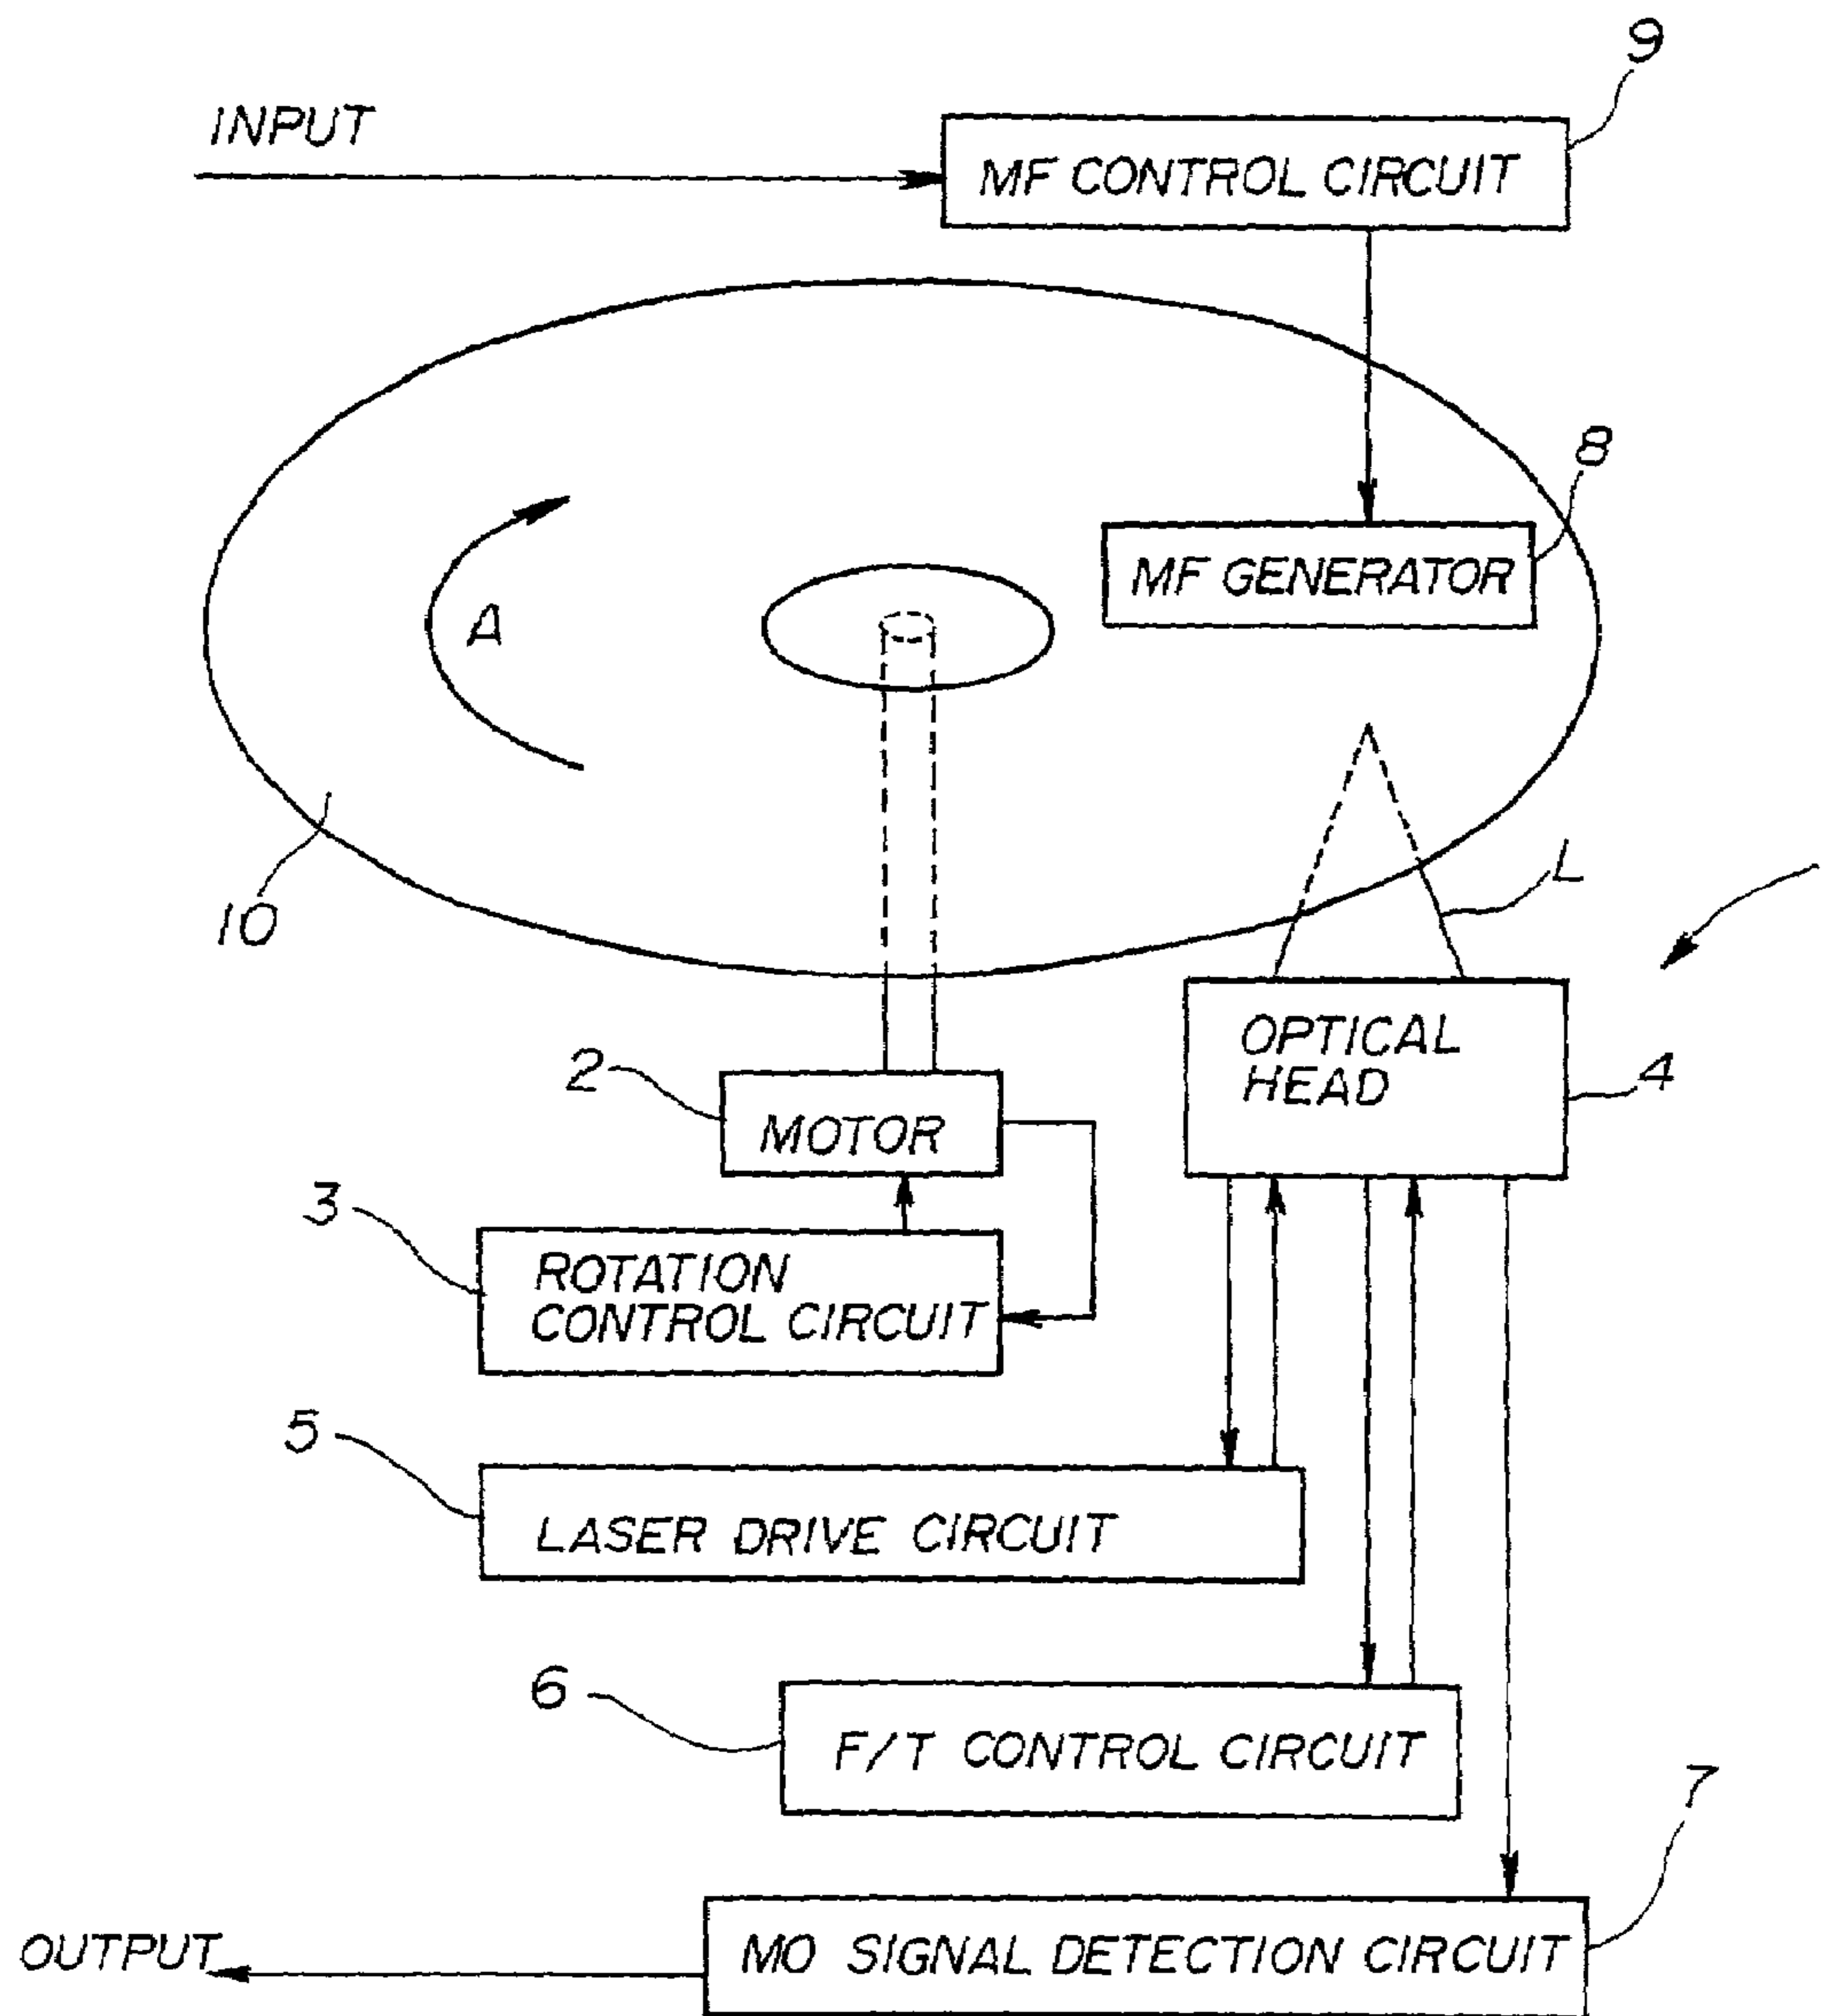 9
INPUT
MF CONTROL CIRCUIT
8
MF GENERATOR
A
L
10
OPTICAL
HEAD
4
2
MOTOR
3
ROTATION
CONTROL CIRCUIT
5
LASER DRIVE CIRCUIT
6
F/T CONTROL CIRCUIT
7
OUTPUT
MO SIGNAL DETECTION CIRCUIT